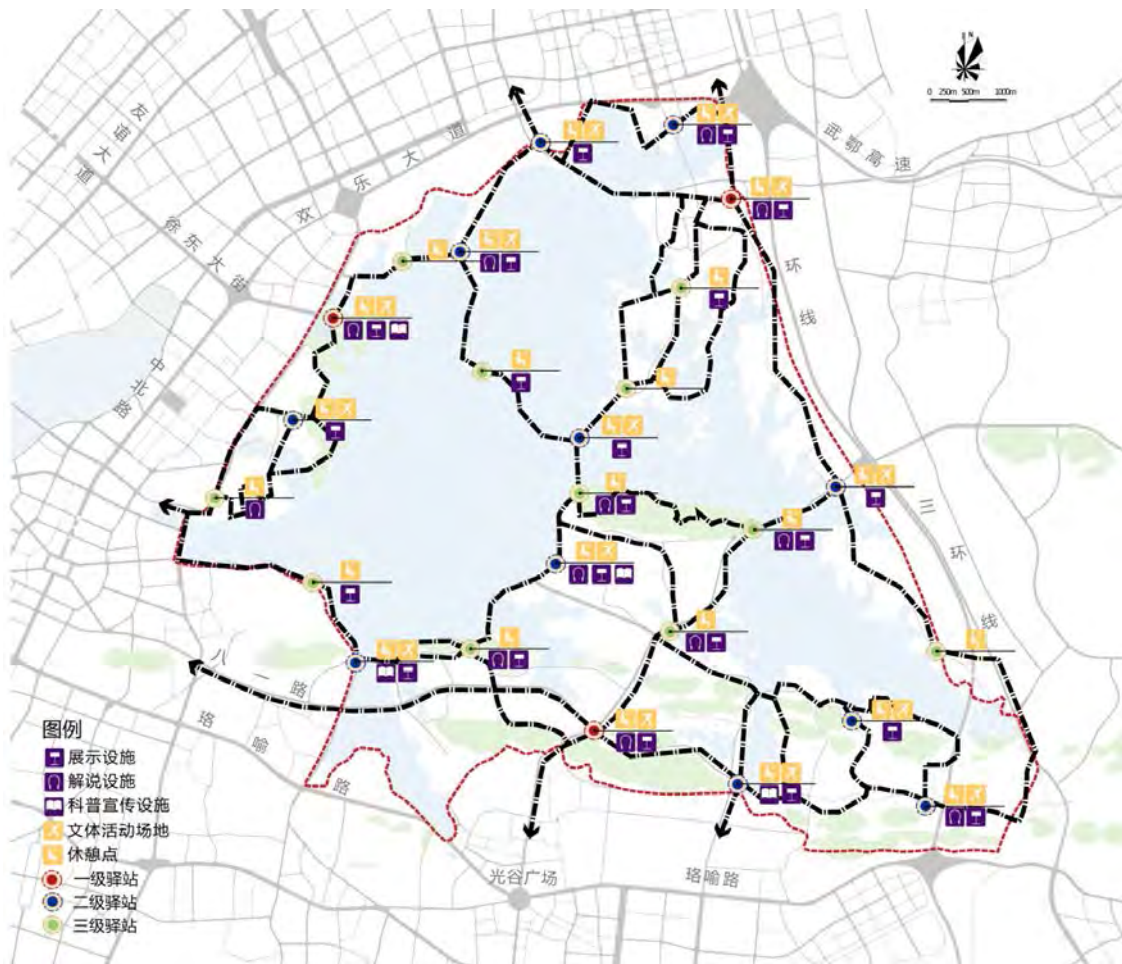 N
0 250m 500m 1000m
友谊大道
欢乐大道
武鄂高速
徐东大街
三环线
中北路
八一路
珞喻路
光谷广场
珞喻路
图例
展示设施
解说设施
科普宣传设施
文体活动场地
休憩点
一级驿站
二级驿站
三级驿站